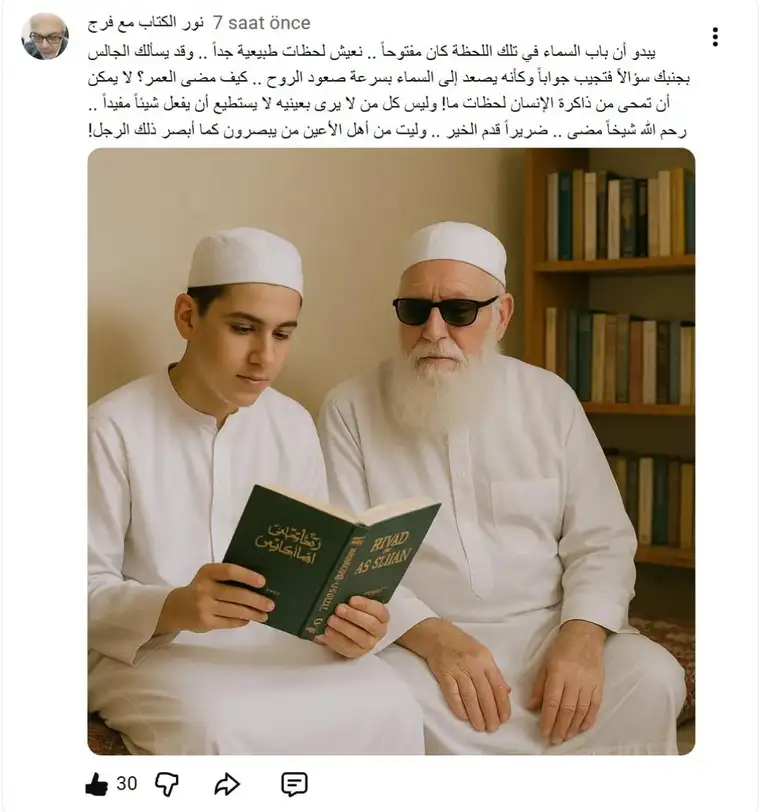 نور الكتاب مع فرج 7 saat önce
يبدو أن باب السماء في تلك اللحظة كان مفتوحاً .. نعيش لحظات طبيعية جداً .. وقد يسألك الجالس
بجنبك سؤالاً فتجيب جواباً وكأنه يصعد إلى السماء بسرعة صعود الروح .. كيف مضى العمر؟ لا يمكن
أن تمحى من ذاكرة الإنسان لحظات ما! وليس كل من لا يرى بعينيه لا يستطيع أن يفعل شيئاً مفيداً ..
رحم الله شيخاً مضى .. ضريراً قدم الخير .. وليت من أهل الأعين من يبصرون كما أبصر ذلك الرجل!
RIYAD
AS SLIHAN
30